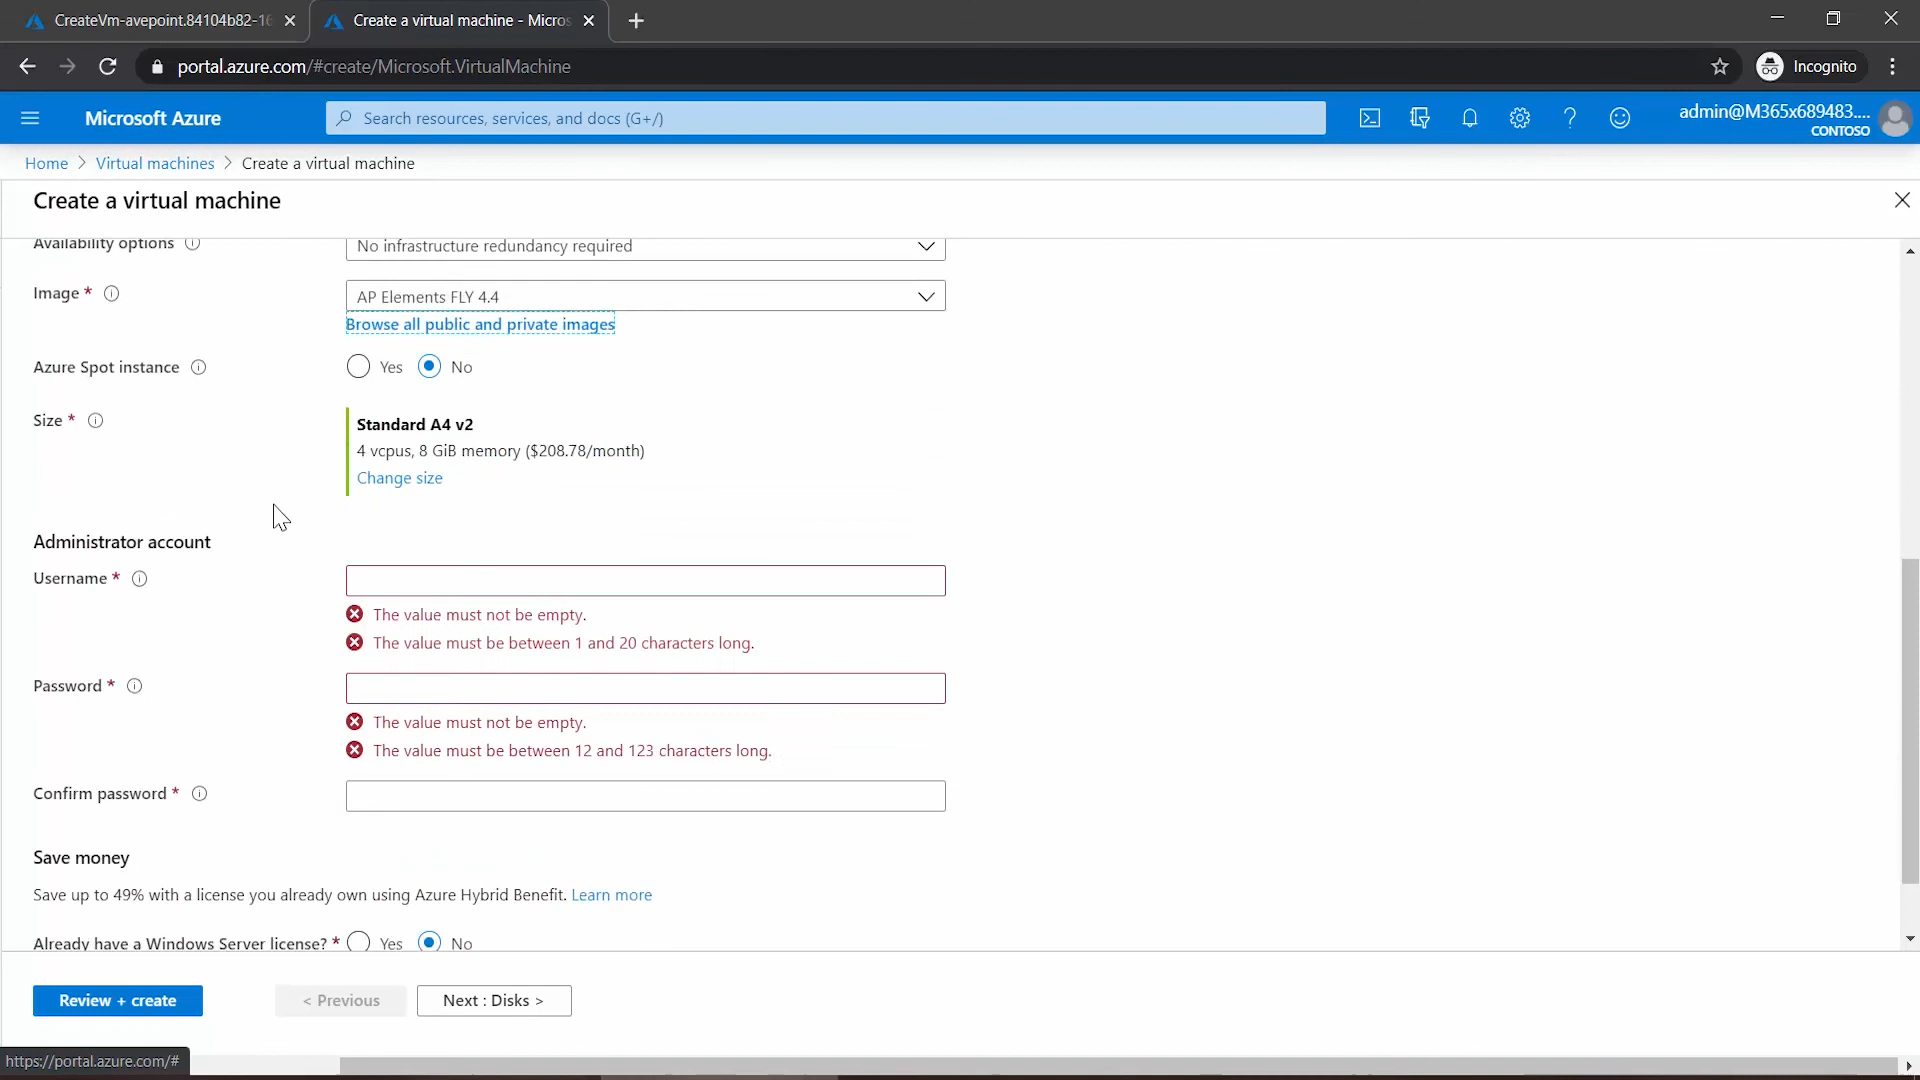 CreateVm-avepoint.84104b82-16
Create a virtual machine - Micros
portal.azure.com/#create/Microsoft.VirtualMachine
Incognito
Microsoft Azure
Search resources, services, and docs (G+/)
admin@M365x689483....
CONTOSO
Home > Virtual machines > Create a virtual machine
Create a virtual machine
Availability options
No infrastructure redundancy required
Image *
AP Elements FLY 4.4
Browse all public and private images
Azure Spot instance
Yes No
Size *
Standard A4 v2
4 vcpus, 8 GiB memory ($208.78/month)
Change size
Administrator account
Username *
The value must not be empty.
The value must be between 1 and 20 characters long.
Password *
The value must not be empty.
The value must be between 12 and 123 characters long.
Confirm password *
Save money
Save up to 49% with a license you already own using Azure Hybrid Benefit. Learn more
Already have a Windows Server license? * Yes No
Review + create
< Previous
Next : Disks >
https://portal.azure.com/#